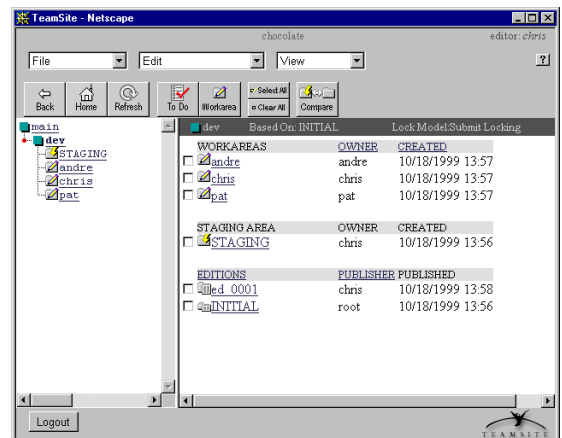 TeamSite - Netscape
chocolate editor: chris
File Edit View ?
Back Home Refresh To Do Workarea Select All Clear All Compare
main
dev
STAGING
andre
chris
pat
dev Based On: INITIAL Lock Model:Submit Locking
WORKAREAS OWNER CREATED
andre andre 10/18/1999 13:57
chris chris 10/18/1999 13:57
pat pat 10/18/1999 13:57
STAGING AREA OWNER CREATED
STAGING chris 10/18/1999 13:56
EDITIONS PUBLISHER PUBLISHED
ed_0001 chris 10/18/1999 13:58
INITIAL root 10/18/1999 13:56
Logout
TEAMSITE